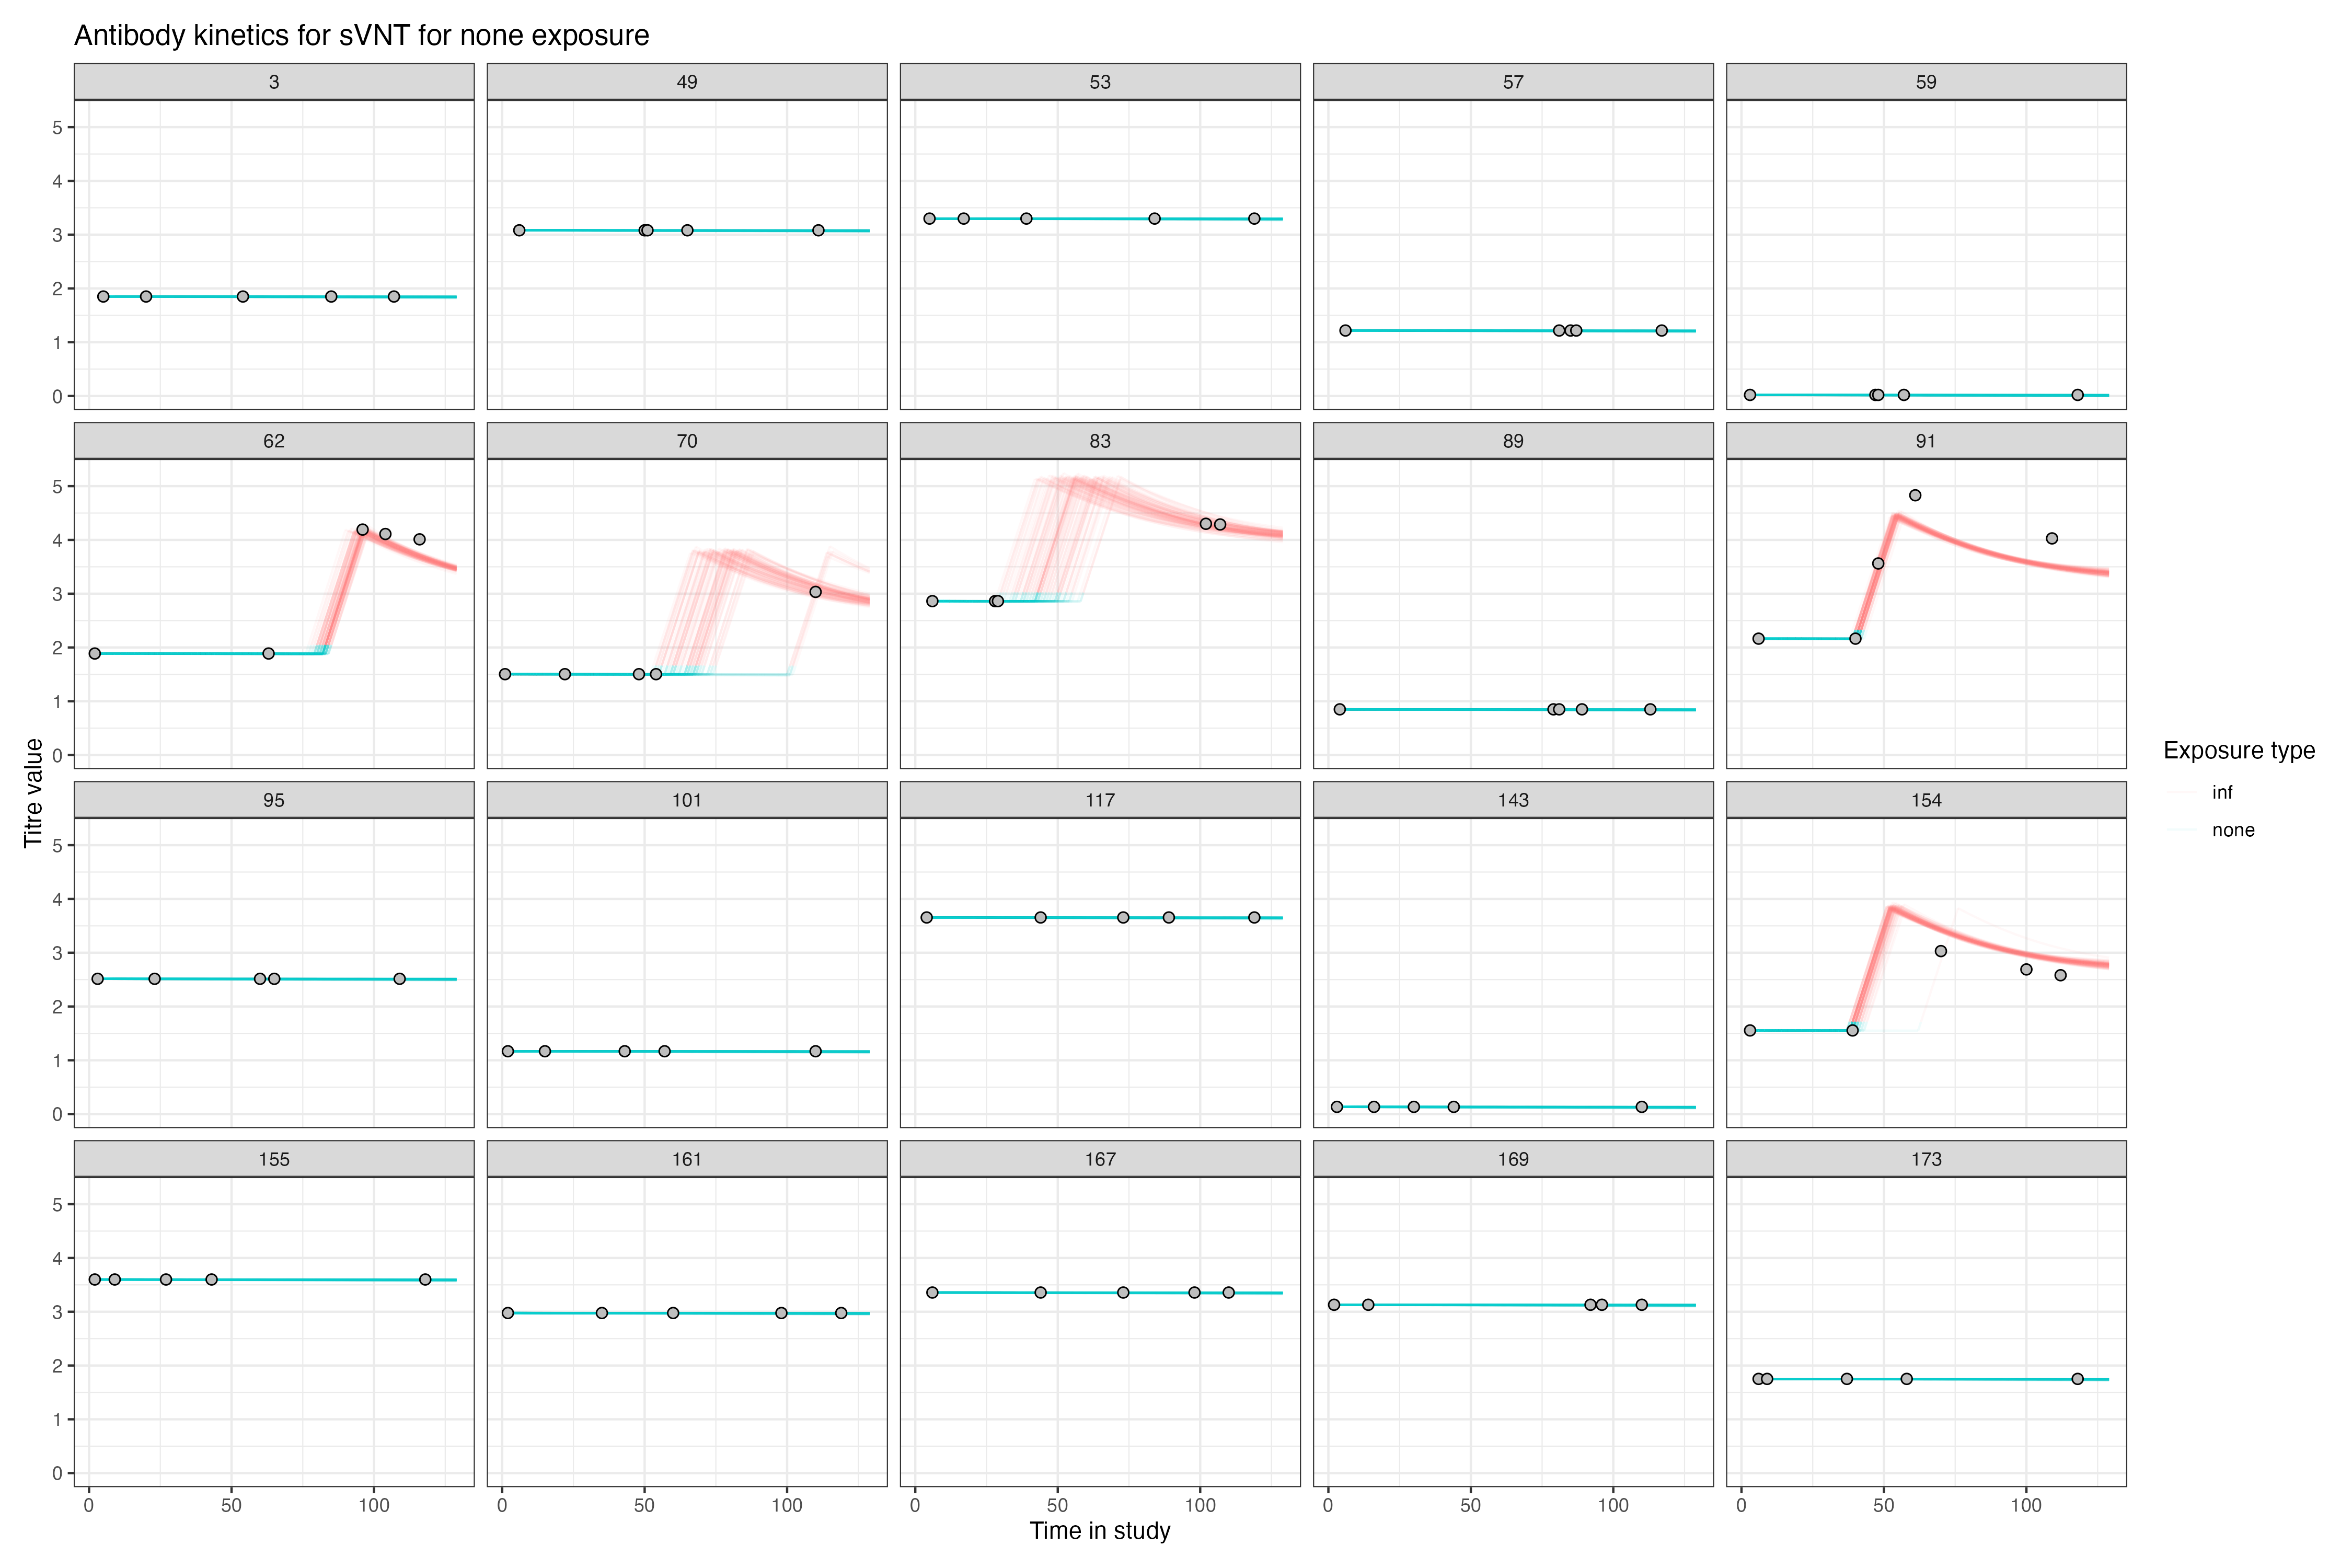 Antibody kinetics for sVNT for none exposure
3 49 53 57 59
5
4
3
2
1
0
62 70 83 89 91
5
4
3
2
1
0
95 101 117 143 154
5
4
3
2
1
0
155 161 167 169 173
5
4
3
2
1
0
0 50 100 0 50 100 0 50 100 0 50 100 0 50 100
Time in study
Titre value
Exposure type
inf
none